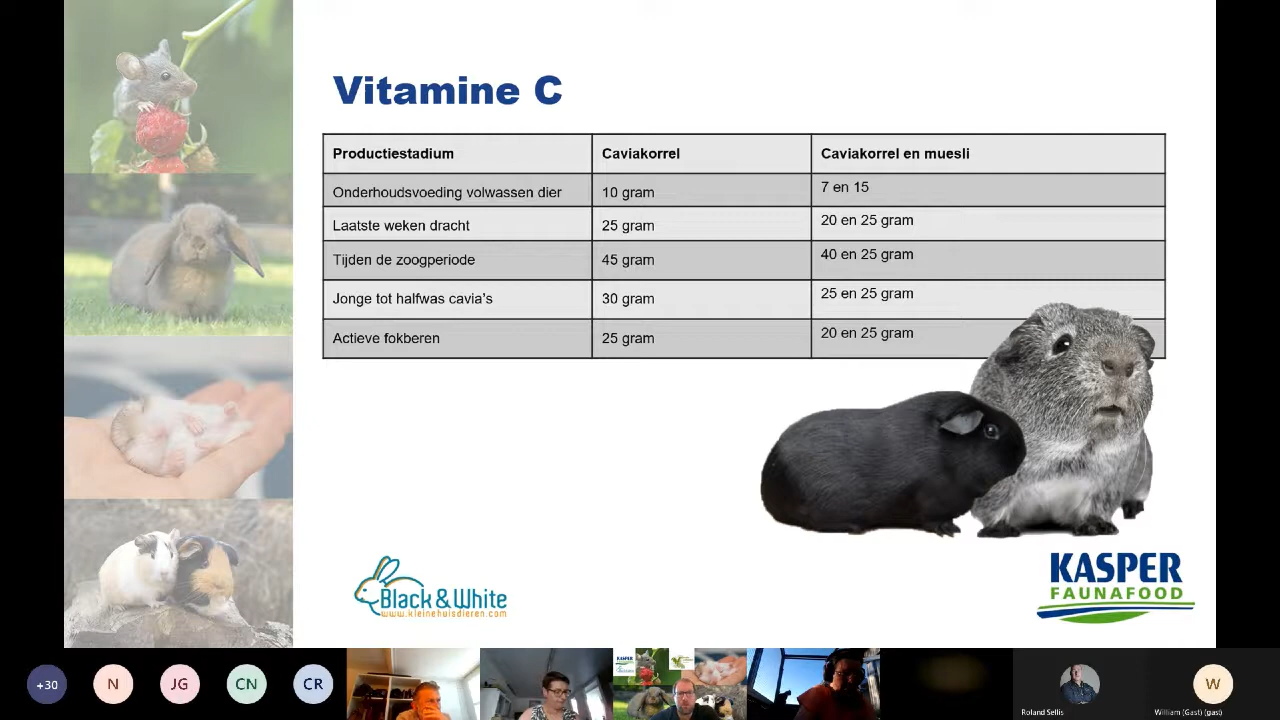 Vitamine C
Productiestadium Caviakorrel Caviakorrel en muesli
Onderhoudsvoeding volwassen dier 10 gram 7 en 15
Laatste weken dracht 25 gram 20 en 25 gram
Tijden de zoogperiode 45 gram 40 en 25 gram
Jonge tot halfwas cavia's 30 gram 25 en 25 gram
Actieve fokberen 25 gram 20 en 25 gram
Black & White
www.kleinehuisdieren.com
KASPER
FAUNAFOOD
+30 N JG CN CR W
KASPER
Roland Sellis William (Gast) (gast)